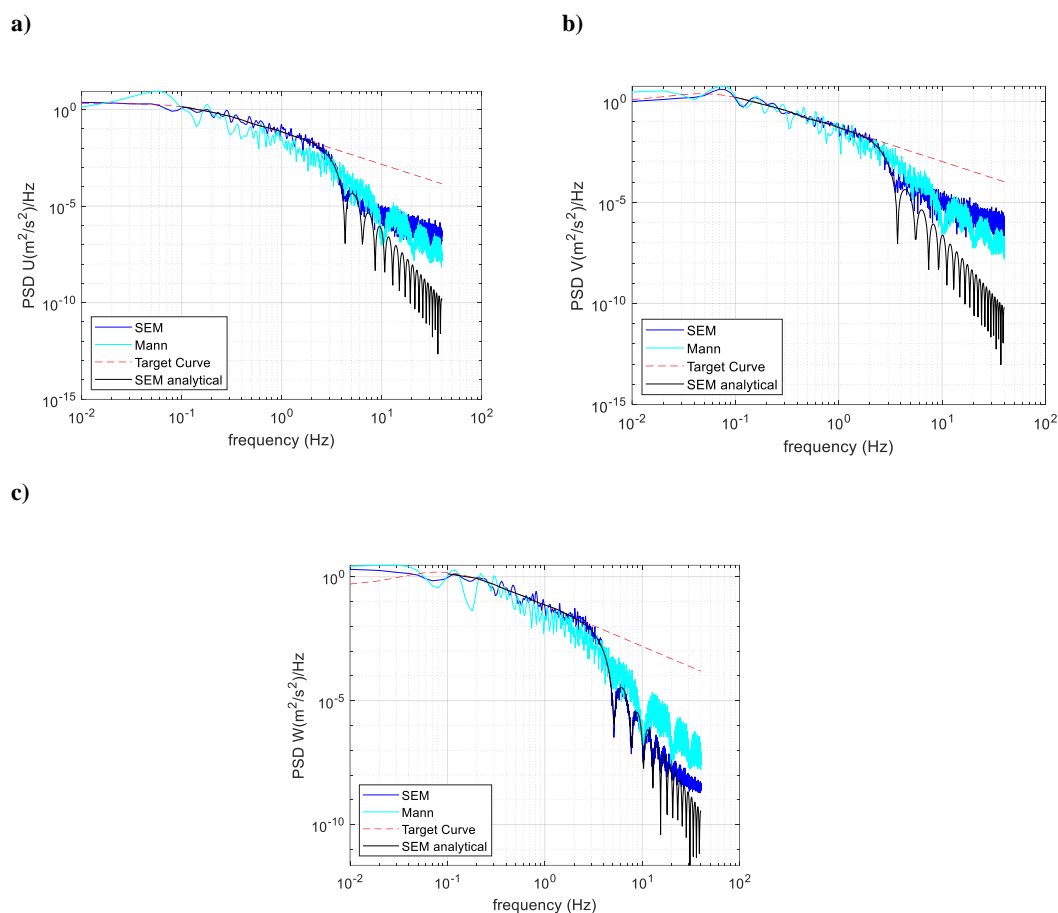 a)
b)
PSD U(m^2/s^2)/Hz
10^0
10^-5
10^-10
10^-15
SEM
Mann
Target Curve
SEM analytical
10^-2
10^-1
10^0
10^1
10^2
frequency (Hz)
PSD V(m^2/s^2)/Hz
10^0
10^-5
10^-10
10^-15
SEM
Mann
Target Curve
SEM analytical
10^-2
10^-1
10^0
10^1
10^2
frequency (Hz)
c)
PSD W(m^2/s^2)/Hz
10^0
10^-5
10^-10
SEM
Mann
Target Curve
SEM analytical
10^-2
10^-1
10^0
10^1
10^2
frequency (Hz)